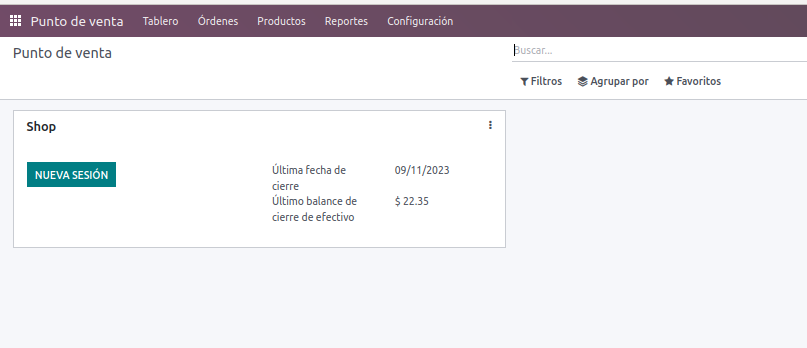 Punto de venta Tablero Órdenes Productos Reportes Configuración
Punto de venta
Buscar...
Filtros Agrupar por Favoritos
Shop
NUEVA SESIÓN
Última fecha de 09/11/2023
cierre
Último balance de $ 22.35
cierre de efectivo